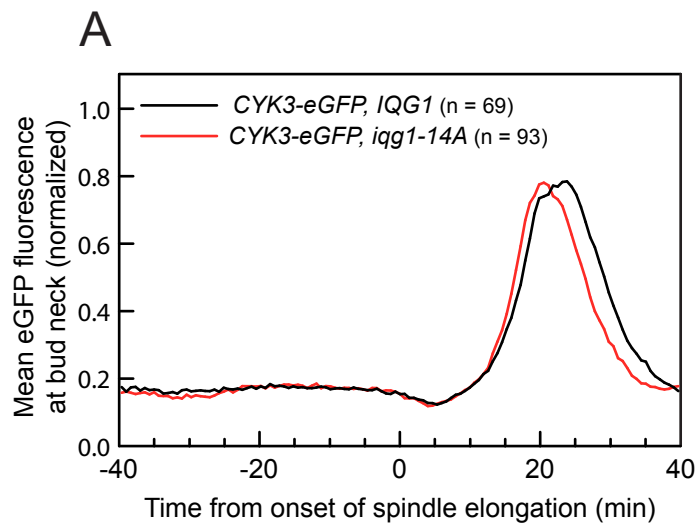 A
CYK3-eGFP, IQG1 (n = 69)
CYK3-eGFP, iqg1-14A (n = 93)
Mean eGFP fluorescence
at bud neck (normalized)
1.0
0.8
0.6
0.4
0.2
0.0
-40
-20
0
20
40
Time from onset of spindle elongation (min)